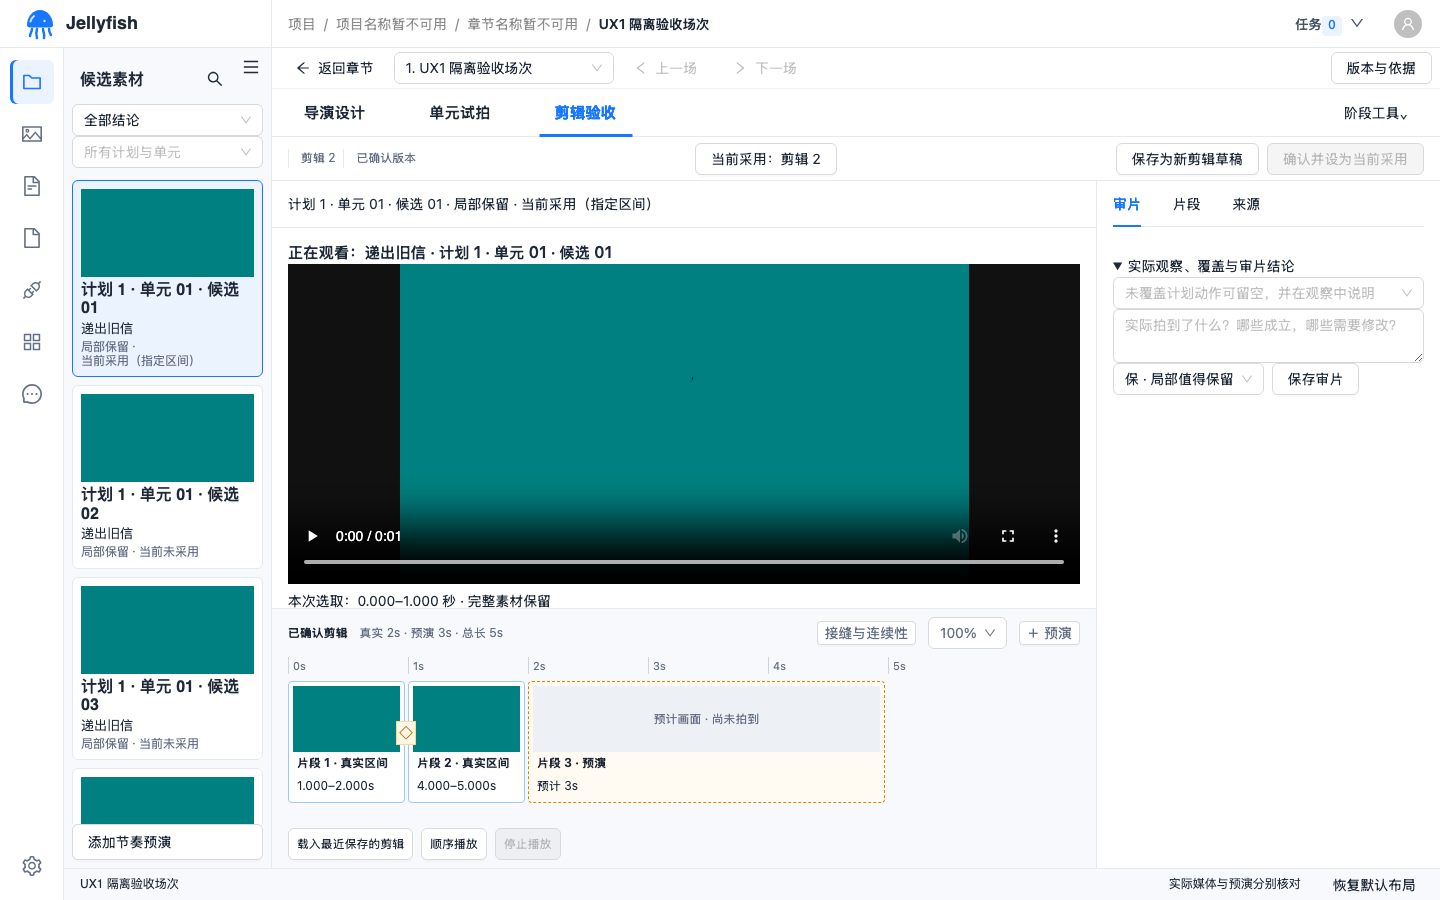 Jellyfish
项目 / 项目名称暂不可用 / 章节名称暂不可用 / UX1 隔离验收场次
任务 0
候选素材
返回章节
1. UX1 隔离验收场次
上一场
下一场
版本与依据
全部结论
所有计划与单元
导演设计
单元试拍
剪辑验收
阶段工具
剪辑 2
已确认版本
当前采用：剪辑 2
保存为新剪辑草稿
确认并设为当前采用
计划 1 · 单元 01 · 候选
01
递出旧信
局部保留 ·
当前采用（指定区间）
计划 1 · 单元 01 · 候选
02
递出旧信
局部保留 · 当前未采用
计划 1 · 单元 01 · 候选
03
递出旧信
局部保留 · 当前未采用
添加节奏预演
计划 1 · 单元 01 · 候选 01 · 局部保留 · 当前采用（指定区间）
正在观看：递出旧信 · 计划 1 · 单元 01 · 候选 01
0:00 / 0:01
本次选取：0.000–1.000 秒 · 完整素材保留
审片
片段
来源
▼ 实际观察、覆盖与审片结论
未覆盖计划动作可留空，并在观察中说明
实际拍到了什么？哪些成立，哪些需要修改？
保 · 局部值得保留
保存审片
已确认剪辑
真实 2s · 预演 3s · 总长 5s
接缝与连续性
100%
+ 预演
0s
1s
2s
3s
4s
5s
预计画面 · 尚未拍到
片段 1 · 真实区间
1.000–2.000s
片段 2 · 真实区间
4.000–5.000s
片段 3 · 预演
预计 3s
载入最近保存的剪辑
顺序播放
停止播放
UX1 隔离验收场次
实际媒体与预演分别核对
恢复默认布局